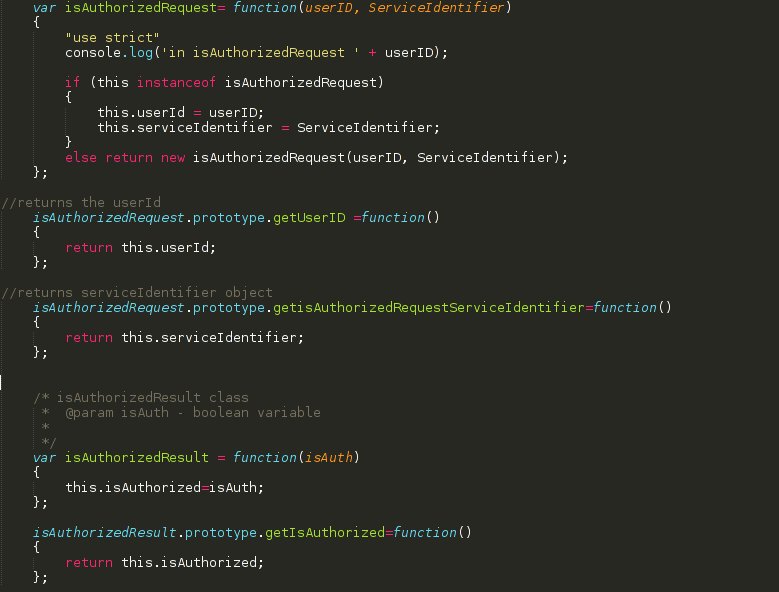 var isAuthorizedRequest= function(userID, ServiceIdentifier)
{
"use strict"
console.log('in isAuthorizedRequest ' + userID);
if (this instanceof isAuthorizedRequest)
{
this.userId = userID;
this.serviceIdentifier = ServiceIdentifier;
}
else return new isAuthorizedRequest(userID, ServiceIdentifier);
};
//returns the userId
isAuthorizedRequest.prototype.getUserID =function()
{
return this.userId;
};
//returns serviceIdentifier object
isAuthorizedRequest.prototype.getisAuthorizedRequestServiceIdentifier=function()
{
return this.serviceIdentifier;
};
/* isAuthorizedResult class
* @param isAuth - boolean variable
*
*/
var isAuthorizedResult = function(isAuth)
{
this.isAuthorized=isAuth;
};
isAuthorizedResult.prototype.getIsAuthorized=function()
{
return this.isAuthorized;
};